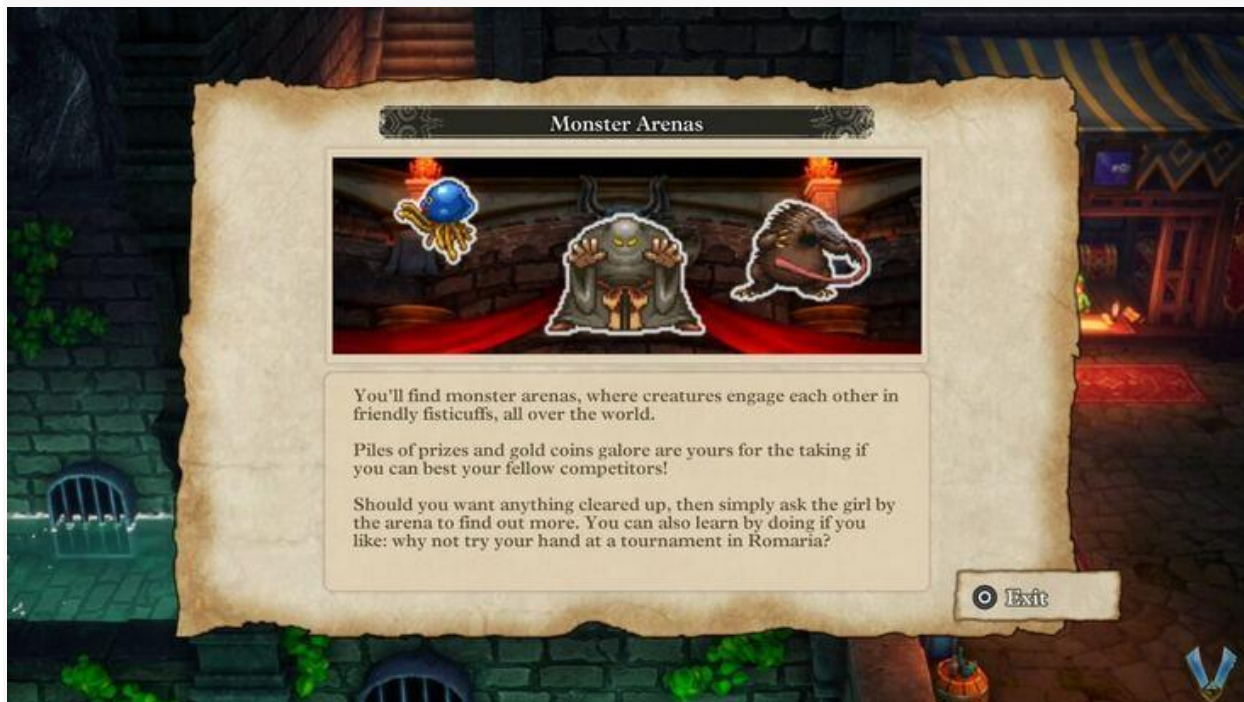 Monster Arenas
You'll find monster arenas, where creatures engage each other in
friendly fisticuffs, all over the world.
Piles of prizes and gold coins galore are yours for the taking if
you can best your fellow competitors!
Should you want anything cleared up, then simply ask the girl by
the arena to find out more. You can also learn by doing if you
like: why not try your hand at a tournament in Romaria?
Exit